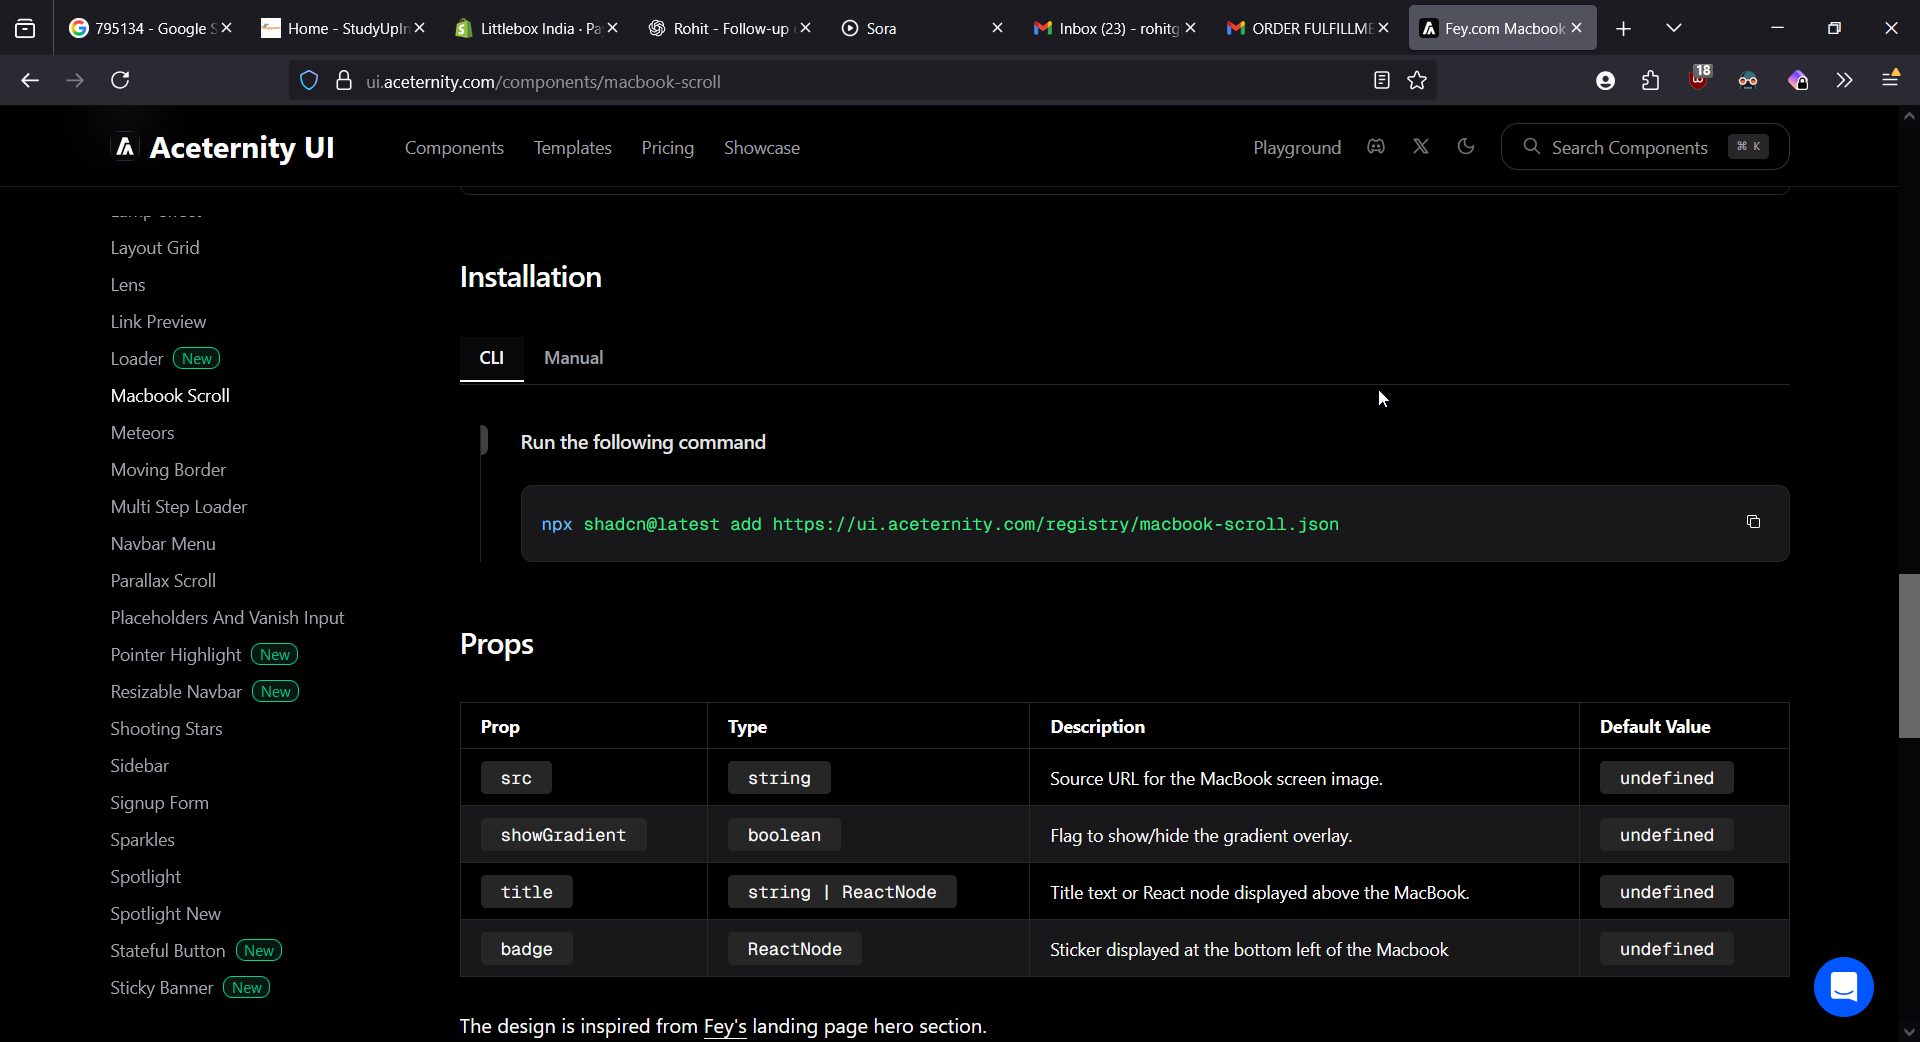 795134 - Google S
Home - StudyUpIn
Littlebox India · Pa
Rohit - Follow-up
Sora
Inbox (23) - rohitg
ORDER FULFILLME
Fey.com Macbook
ui.aceternity.com/components/macbook-scroll
18
Aceternity UI
Components
Templates
Pricing
Showcase
Playground
Search Components
⌘ K
Layout Grid
Lens
Link Preview
Loader New
Macbook Scroll
Meteors
Moving Border
Multi Step Loader
Navbar Menu
Parallax Scroll
Placeholders And Vanish Input
Pointer Highlight New
Resizable Navbar New
Shooting Stars
Sidebar
Signup Form
Sparkles
Spotlight
Spotlight New
Stateful Button New
Sticky Banner New
Installation
CLI Manual
Run the following command
npx shadcn@latest add https://ui.aceternity.com/registry/macbook-scroll.json
Props
Prop Type Description Default Value
src string Source URL for the MacBook screen image. undefined
showGradient boolean Flag to show/hide the gradient overlay. undefined
title string | ReactNode Title text or React node displayed above the MacBook. undefined
badge ReactNode Sticker displayed at the bottom left of the Macbook undefined
The design is inspired from Fey's landing page hero section.